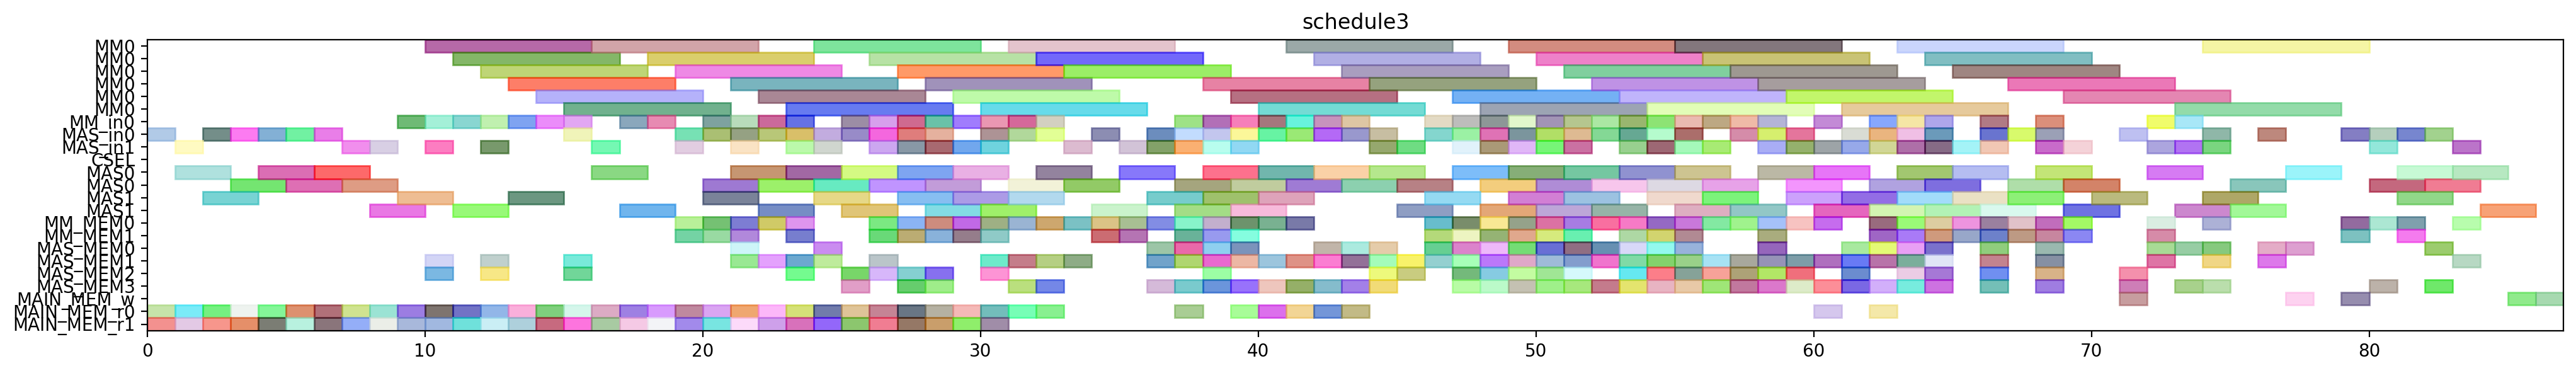 schedule3
MM0
MM0
MM0
MM0
MM0
MM0
MM_in0
MAS_in0
MAS_in1
CSEL
MAS0
MAS0
MAS1
MAS1
MM_MEM0
MM_MEM1
MAS_MEM0
MAS_MEM1
MAS_MEM2
MAS_MEM3
MAIN_MEM_w
MAIN_MEM_r0
MAIN_MEM_r1
0 10 20 30 40 50 60 70 80